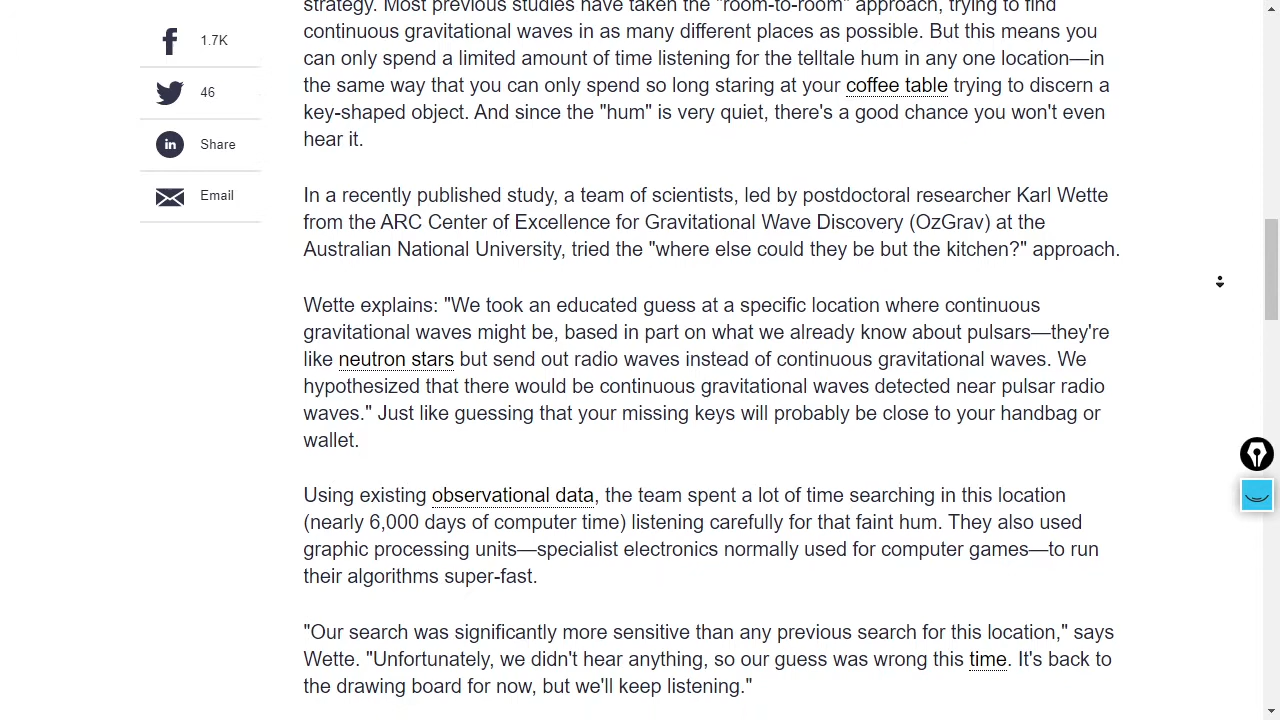 strategy. Most previous studies have taken the "room-to-room" approach, trying to find
continuous gravitational waves in as many different places as possible. But this means you
can only spend a limited amount of time listening for the telltale hum in any one location—in
the same way that you can only spend so long staring at your coffee table trying to discern a
key-shaped object. And since the "hum" is very quiet, there's a good chance you won't even
hear it.
1.7K
46
in Share
Email
In a recently published study, a team of scientists, led by postdoctoral researcher Karl Wette
from the ARC Center of Excellence for Gravitational Wave Discovery (OzGrav) at the
Australian National University, tried the "where else could they be but the kitchen?" approach.
Wette explains: "We took an educated guess at a specific location where continuous
gravitational waves might be, based in part on what we already know about pulsars—they're
like neutron stars but send out radio waves instead of continuous gravitational waves. We
hypothesized that there would be continuous gravitational waves detected near pulsar radio
waves." Just like guessing that your missing keys will probably be close to your handbag or
wallet.
Using existing observational data, the team spent a lot of time searching in this location
(nearly 6,000 days of computer time) listening carefully for that faint hum. They also used
graphic processing units—specialist electronics normally used for computer games—to run
their algorithms super-fast.
"Our search was significantly more sensitive than any previous search for this location," says
Wette. "Unfortunately, we didn't hear anything, so our guess was wrong this time. It's back to
the drawing board for now, but we'll keep listening."